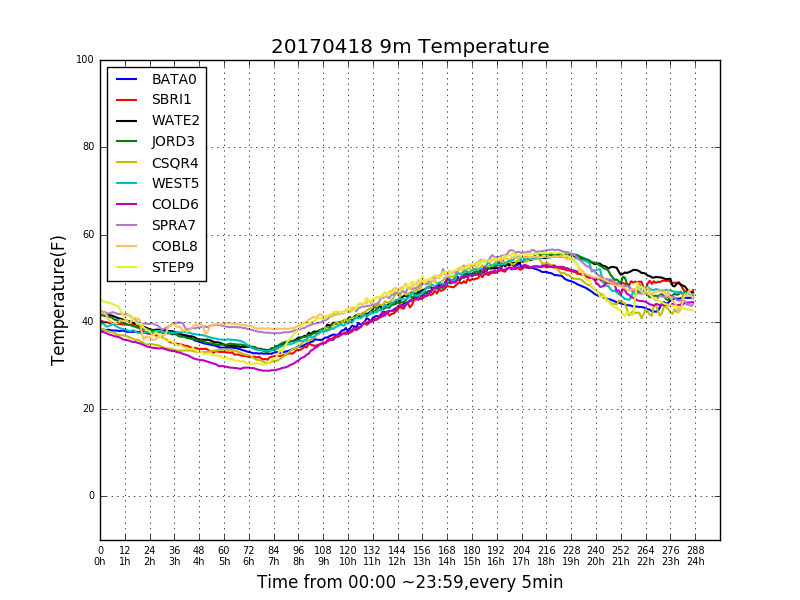 20170418 9m Temperature
100
80
60
40
20
0
Temperature(F)
BATA0
SBRI1
WATE2
JORD3
CSQR4
WEST5
COLD6
SPRA7
COBL8
STEP9
0 12 24 36 48 60 72 84 96 108 120 132 144 156 168 180 192 204 216 228 240 252 264 276 288
0h 1h 2h 3h 4h 5h 6h 7h 8h 9h 10h 11h 12h 13h 14h 15h 16h 17h 18h 19h 20h 21h 22h 23h 24h
Time from 00:00 ~23:59,every 5min